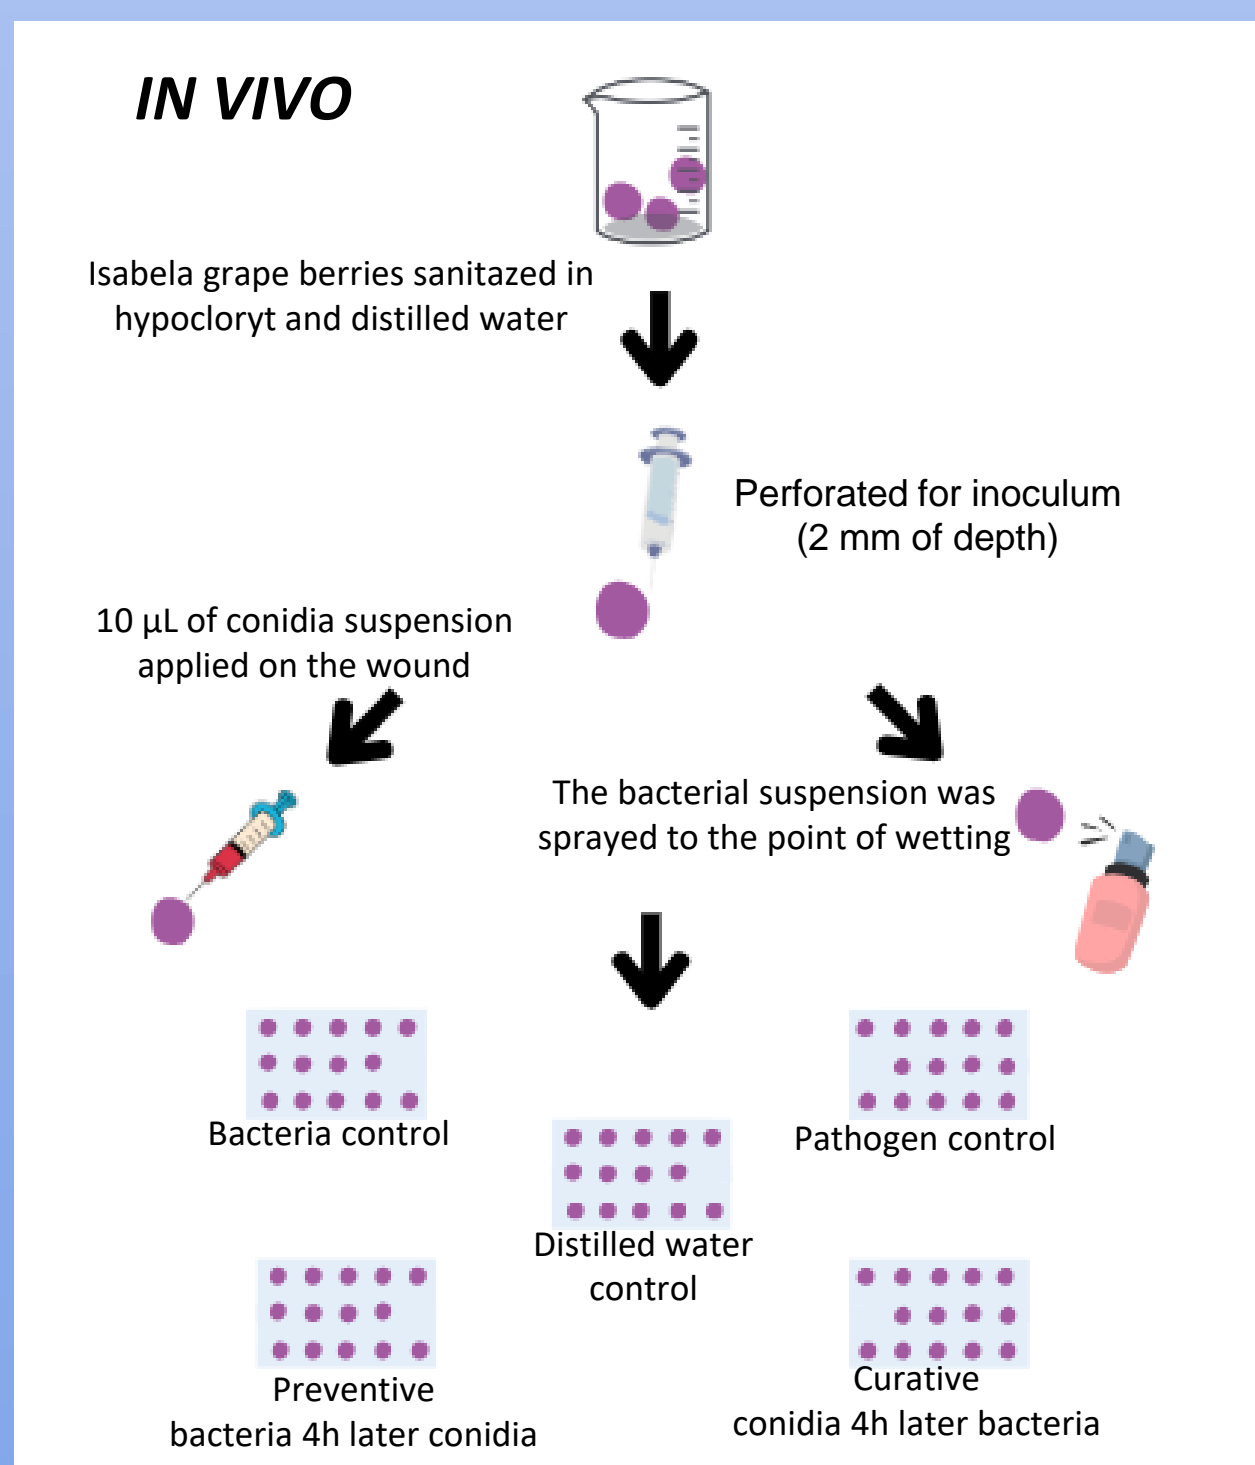 IN VIVO
Isabela grape berries sanitazed in
hypocloryt and distilled water
Perforated for inoculum
(2 mm of depth)
10 µL of conidia suspension
applied on the wound
The bacterial suspension was
sprayed to the point of wetting
Bacteria control
Pathogen control
Distilled water
control
Preventive
bacteria 4h later conidia
Curative
conidia 4h later bacteria